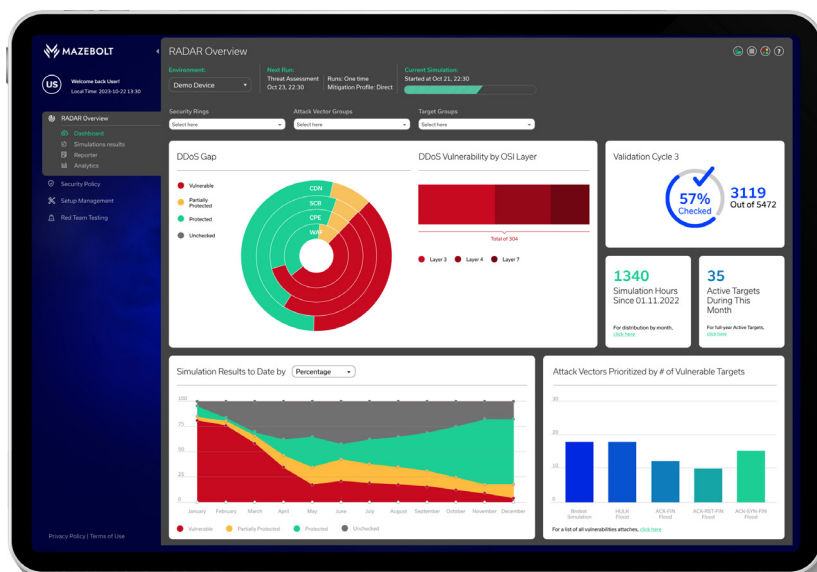 MAZEBOLT
US
Welcome back User!
Local Time: 2023-10-22 13:30
RADAR Overview
Dashboard
Simulations results
Reporter
Analytics
Security Policy
Setup Management
Red Team Testing
Privacy Policy | Terms of Use
RADAR Overview
Environment:
Demo Device
Next Run:
Threat Assessment
Oct 23, 22:30
Runs: One time
Mitigation Profile: Direct
Current Simulation:
Started at Oct 21, 22:30
Security Rings
Select here
Attack Vector Groups
Select here
Target Groups
Select here
DDoS Gap
Vulnerable
Partially
Protected
Protected
Unchecked
CDN
SCB
CPE
WAF
DDoS Vulnerability by OSI Layer
Total of 304
Layer 3
Layer 4
Layer 7
Validation Cycle 3
57%
Checked
3119
Out of 5472
1340
Simulation Hours
Since 01.11.2022
For distribution by month,
click here
35
Active Targets
During This
Month
For full-year Active Targets,
click here
Simulation Results to Date by
Percentage
100
75
50
25
0
January February March April May June July August September October November December
Vulnerable
Partially Protected
Protected
Unchecked
Attack Vectors Prioritized by # of Vulnerable Targets
30
20
10
0
Simulation
HULK
Flood
ACK-FIN
Flood
ACK-RST-FIN
Flood
ACK-SYN-FIN
Flood
For a list of all vulnerabilities attaches, click here